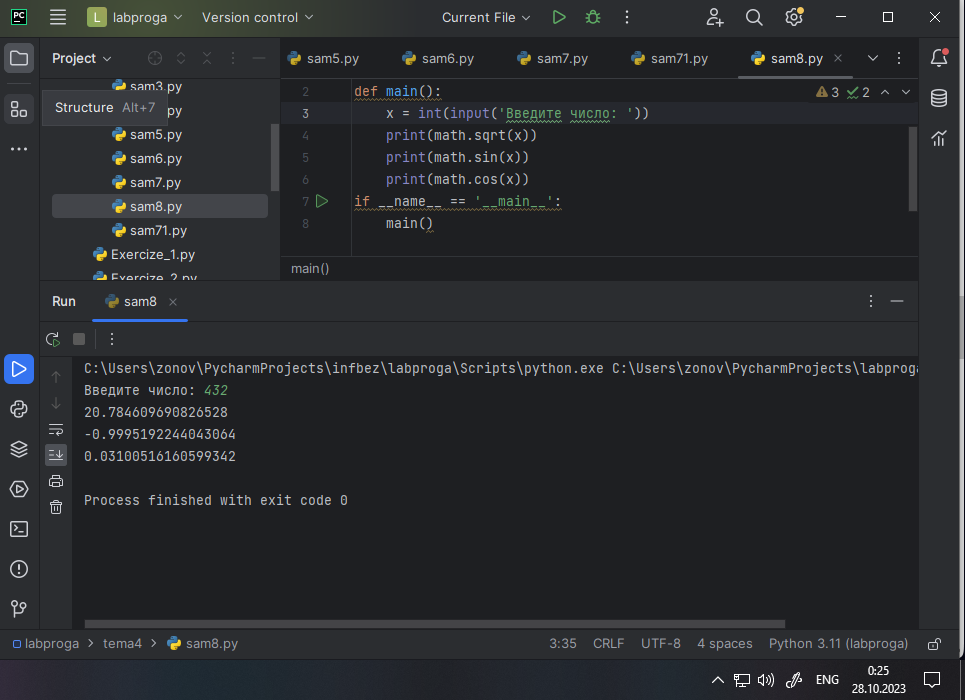 PC L labproga Version control Current File
Project
sam5.py sam6.py sam7.py sam71.py sam8.py
sam3.py
Structure Alt+7
py
sam5.py
sam6.py
sam7.py
sam8.py
sam71.py
Exercize_1.py
Exercize_2.py
2 def main():
3 x = int(input('Введите число: '))
4 print(math.sqrt(x))
5 print(math.sin(x))
6 print(math.cos(x))
7 if __name__ == '__main__':
8 main()
3 2
main()
Run sam8
C:\Users\zonov\PycharmProjects\infbez\labproga\Scripts\python.exe C:\Users\zonov\PycharmProjects\labproga
Введите число: 432
20.784609690826528
-0.9995192244043064
0.03100516160599342
Process finished with exit code 0
labproga > tema4 > sam8.py 3:35 CRLF UTF-8 4 spaces Python 3.11 (labproga)
ENG
0:25
28.10.2023